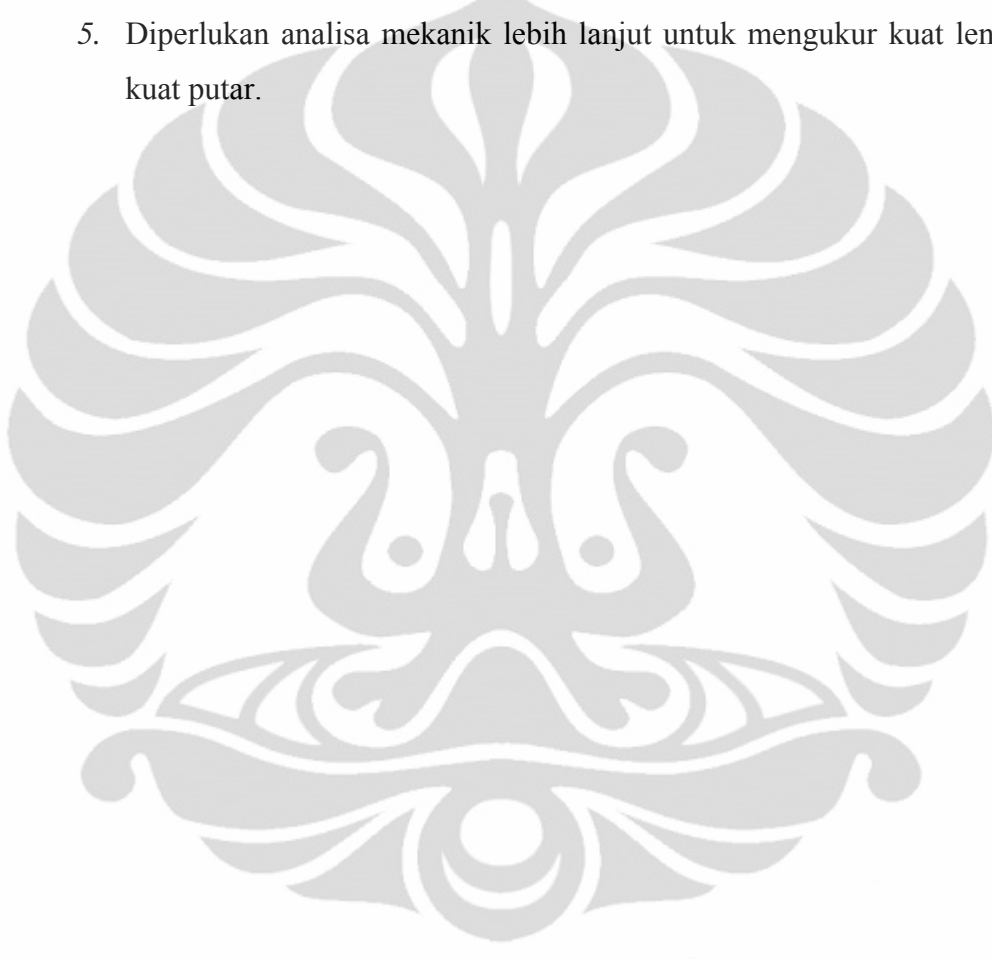 5. Diperlukan analisa mekanik lebih lanjut untuk mengukur kuat
kuat putar.